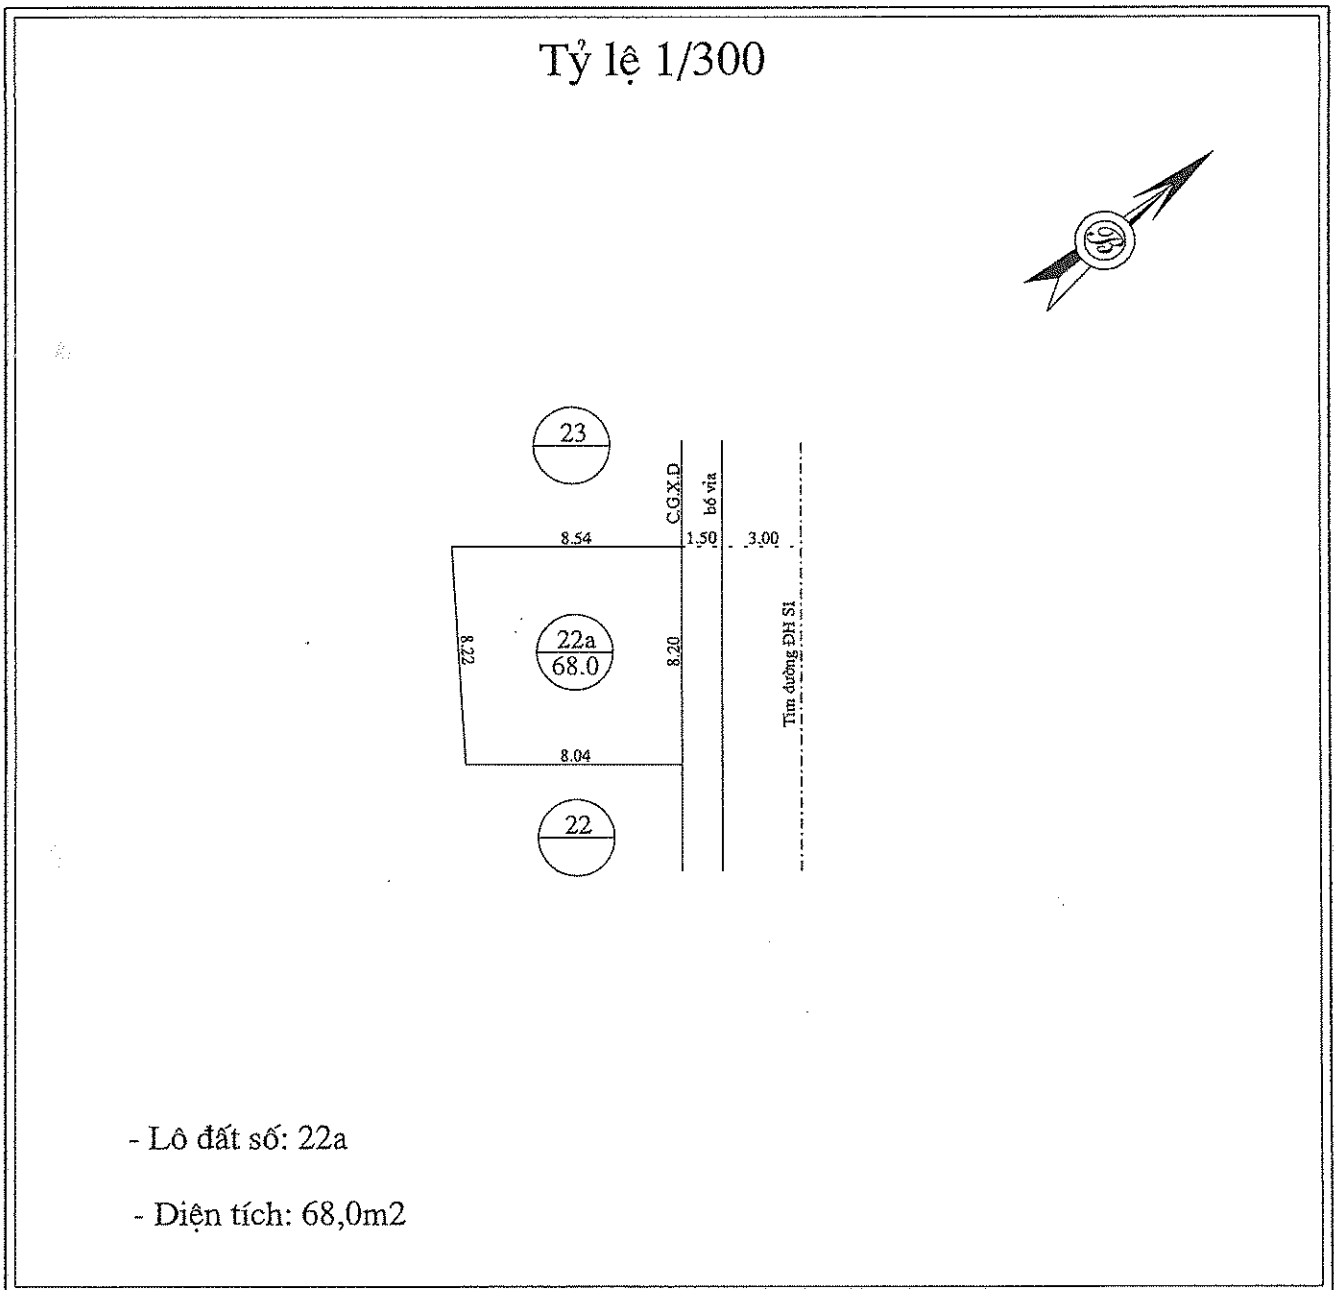 Tỷ lệ 1/300
B
23
C.G.X.D
bó vỉa
8.54
1.50
3.00
8.22
22a
68.0
8.20
Tim đường ĐH S1
8.04
22
- Lô đất số: 22a
- Diện tích: 68,0m2